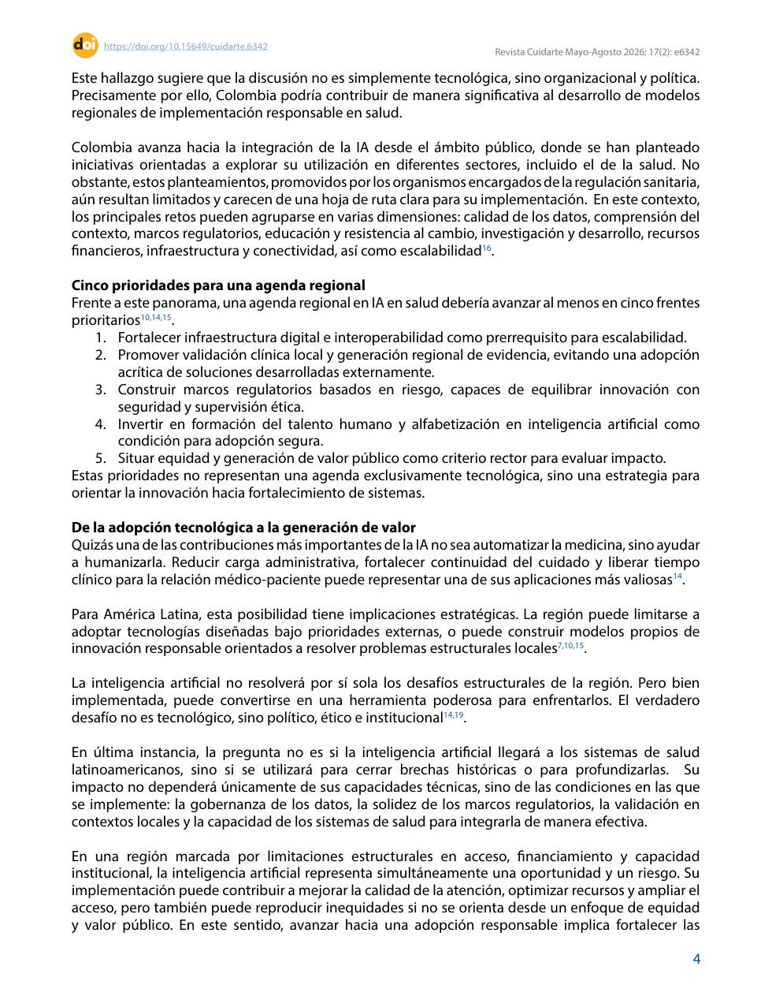 doi https://doi.org/10.15649/cuidarte.6342
Revista Cuidarte Mayo-Agosto 2026; 17(2): e6342
Este hallazgo sugiere que la discusión no es simplemente tecnológica, sino organizacional y política.
Precisamente por ello, Colombia podría contribuir de manera significativa al desarrollo de modelos
regionales de implementación responsable en salud.
Colombia avanza hacia la integración de la IA desde el ámbito público, donde se han planteado
iniciativas orientadas a explorar su utilización en diferentes sectores, incluido el de la salud. No
obstante, estos planteamientos, promovidos por los organismos encargados de la regulación sanitaria,
aún resultan limitados y carecen de una hoja de ruta clara para su implementación. En este contexto,
los principales retos pueden agruparse en varias dimensiones: calidad de los datos, comprensión del
contexto, marcos regulatorios, educación y resistencia al cambio, investigación y desarrollo, recursos
financieros, infraestructura y conectividad, así como escalabilidad16.
Cinco prioridades para una agenda regional
Frente a este panorama, una agenda regional en IA en salud debería avanzar al menos en cinco frentes
prioritarios10,14,15.
1. Fortalecer infraestructura digital e interoperabilidad como prerrequisito para escalabilidad.
2. Promover validación clínica local y generación regional de evidencia, evitando una adopción
acrítica de soluciones desarrolladas externamente.
3. Construir marcos regulatorios basados en riesgo, capaces de equilibrar innovación con
seguridad y supervisión ética.
4. Invertir en formación del talento humano y alfabetización en inteligencia artificial como
condición para adopción segura.
5. Situar equidad y generación de valor público como criterio rector para evaluar impacto.
Estas prioridades no representan una agenda exclusivamente tecnológica, sino una estrategia para
orientar la innovación hacia fortalecimiento de sistemas.
De la adopción tecnológica a la generación de valor
Quizás una de las contribuciones más importantes de la IA no sea automatizar la medicina, sino ayudar
a humanizarla. Reducir carga administrativa, fortalecer continuidad del cuidado y liberar tiempo
clínico para la relación médico-paciente puede representar una de sus aplicaciones más valiosas14.
Para América Latina, esta posibilidad tiene implicaciones estratégicas. La región puede limitarse a
adoptar tecnologías diseñadas bajo prioridades externas, o puede construir modelos propios de
innovación responsable orientados a resolver problemas estructurales locales7,10,15.
La inteligencia artificial no resolverá por sí sola los desafíos estructurales de la región. Pero bien
implementada, puede convertirse en una herramienta poderosa para enfrentarlos. El verdadero
desafío no es tecnológico, sino político, ético e institucional14,19.
En última instancia, la pregunta no es si la inteligencia artificial llegará a los sistemas de salud
latinoamericanos, sino si se utilizará para cerrar brechas históricas o para profundizarlas. Su
impacto no dependerá únicamente de sus capacidades técnicas, sino de las condiciones en las que
se implemente: la gobernanza de los datos, la solidez de los marcos regulatorios, la validación en
contextos locales y la capacidad de los sistemas de salud para integrarla de manera efectiva.
En una región marcada por limitaciones estructurales en acceso, financiamiento y capacidad
institucional, la inteligencia artificial representa simultáneamente una oportunidad y un riesgo. Su
implementación puede contribuir a mejorar la calidad de la atención, optimizar recursos y ampliar el
acceso, pero también puede reproducir inequidades si no se orienta desde un enfoque de equidad
y valor público. En este sentido, avanzar hacia una adopción responsable implica fortalecer las
4